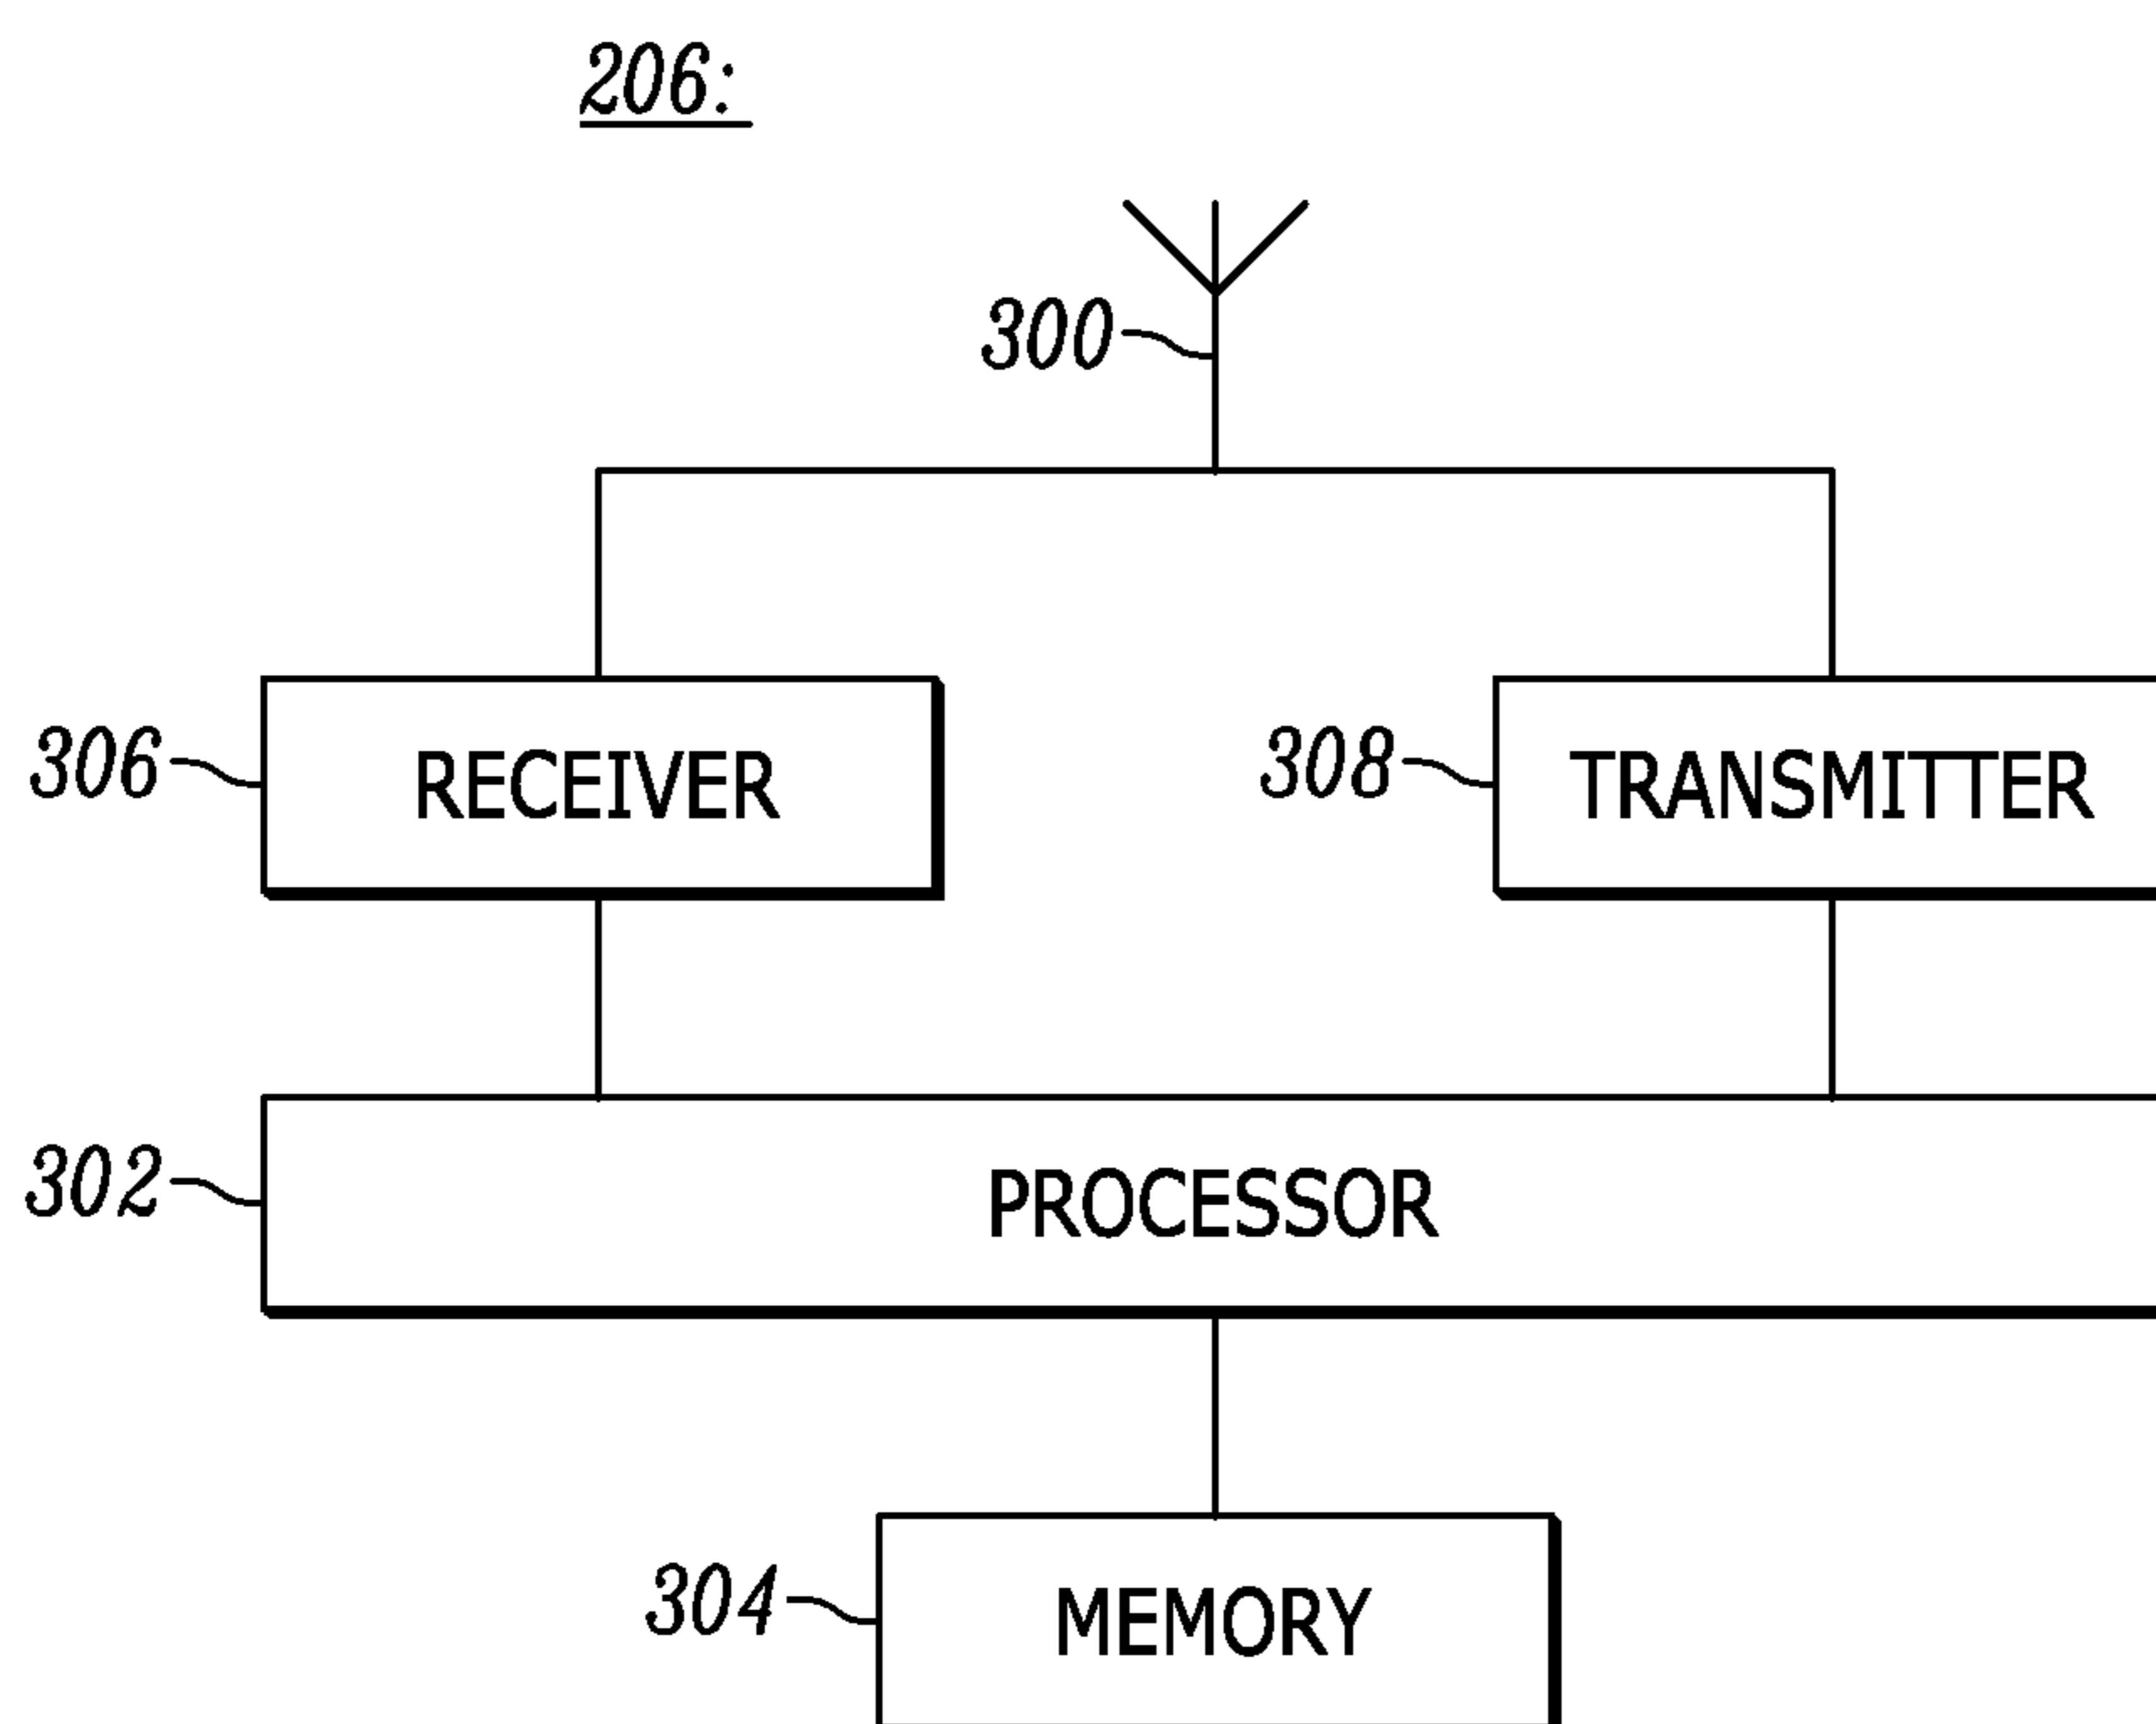 206:
300
306
RECEIVER
308
TRANSMITTER
302
PROCESSOR
304
MEMORY